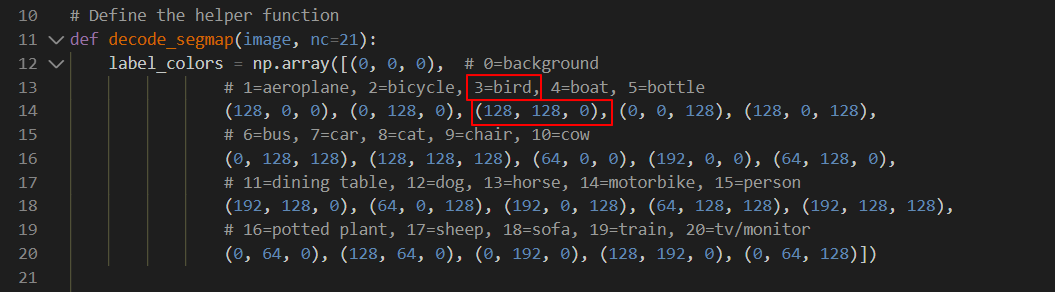 10 # Define the helper function
11 def decode_segmap(image, nc=21):
12 label_colors = np.array([(0, 0, 0), # 0=background
13 # 1=aeroplane, 2=bicycle, 3=bird, 4=boat, 5=bottle
14 (128, 0, 0), (0, 128, 0), (128, 128, 0), (0, 0, 128), (128, 0, 128),
15 # 6=bus, 7=car, 8=cat, 9=chair, 10=cow
16 (0, 128, 128), (128, 128, 128), (64, 0, 0), (192, 0, 0), (64, 128, 0),
17 # 11=dining table, 12=dog, 13=horse, 14=motorbike, 15=person
18 (192, 128, 0), (64, 0, 128), (192, 0, 128), (64, 128, 128), (192, 128, 128),
19 # 16=potted plant, 17=sheep, 18=sofa, 19=train, 20=tv/monitor
20 (0, 64, 0), (128, 64, 0), (0, 192, 0), (128, 192, 0), (0, 64, 128)])
21